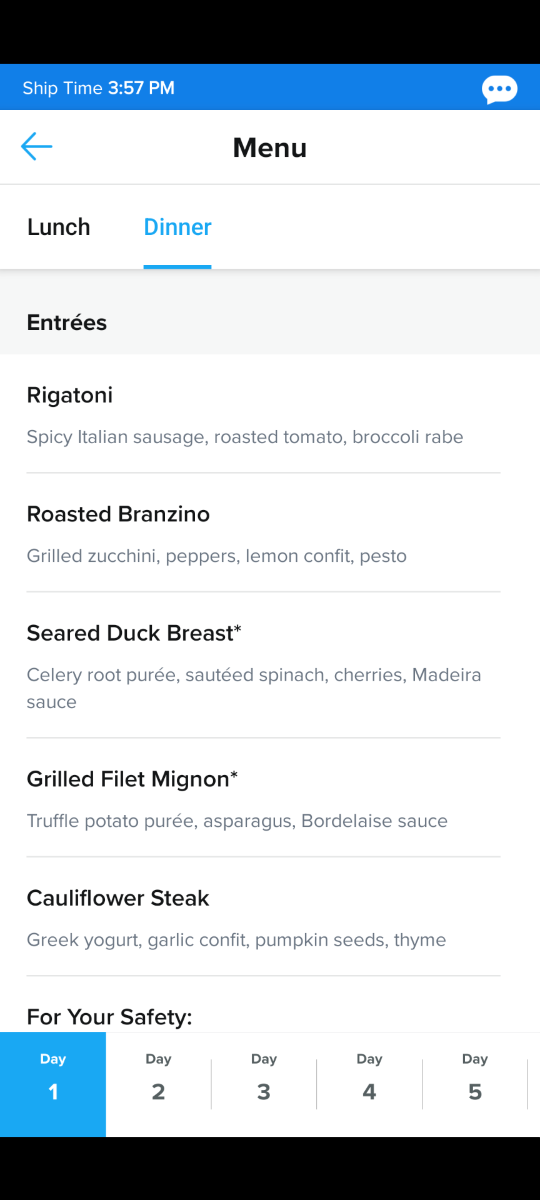 Ship Time 3:57 PM
Menu
Lunch Dinner
Entrées
Rigatoni
Spicy Italian sausage, roasted tomato, broccoli rabe
Roasted Branzino
Grilled zucchini, peppers, lemon confit, pesto
Seared Duck Breast*
Celery root purée, sautéed spinach, cherries, Madeira
sauce
Grilled Filet Mignon*
Truffle potato purée, asparagus, Bordelaise sauce
Cauliflower Steak
Greek yogurt, garlic confit, pumpkin seeds, thyme
For Your Safety:
Day Day Day Day Day
1 2 3 4 5